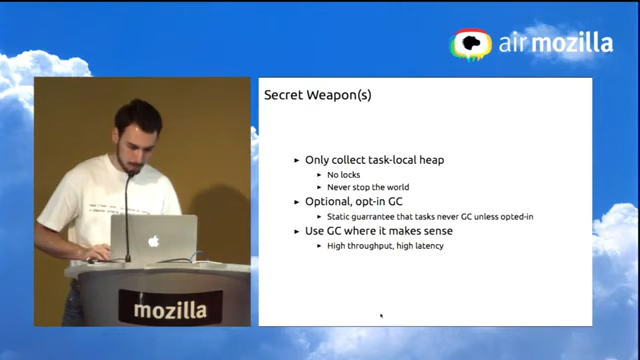 air mozilla
Secret Weapon(s)
► Only collect task-local heap
► No locks
► Never stop the world
► Optional, opt-in GC
► Static guarantee that tasks never GC unless opted-in
► Use GC where it makes sense
► High throughput, high latency
mozilla